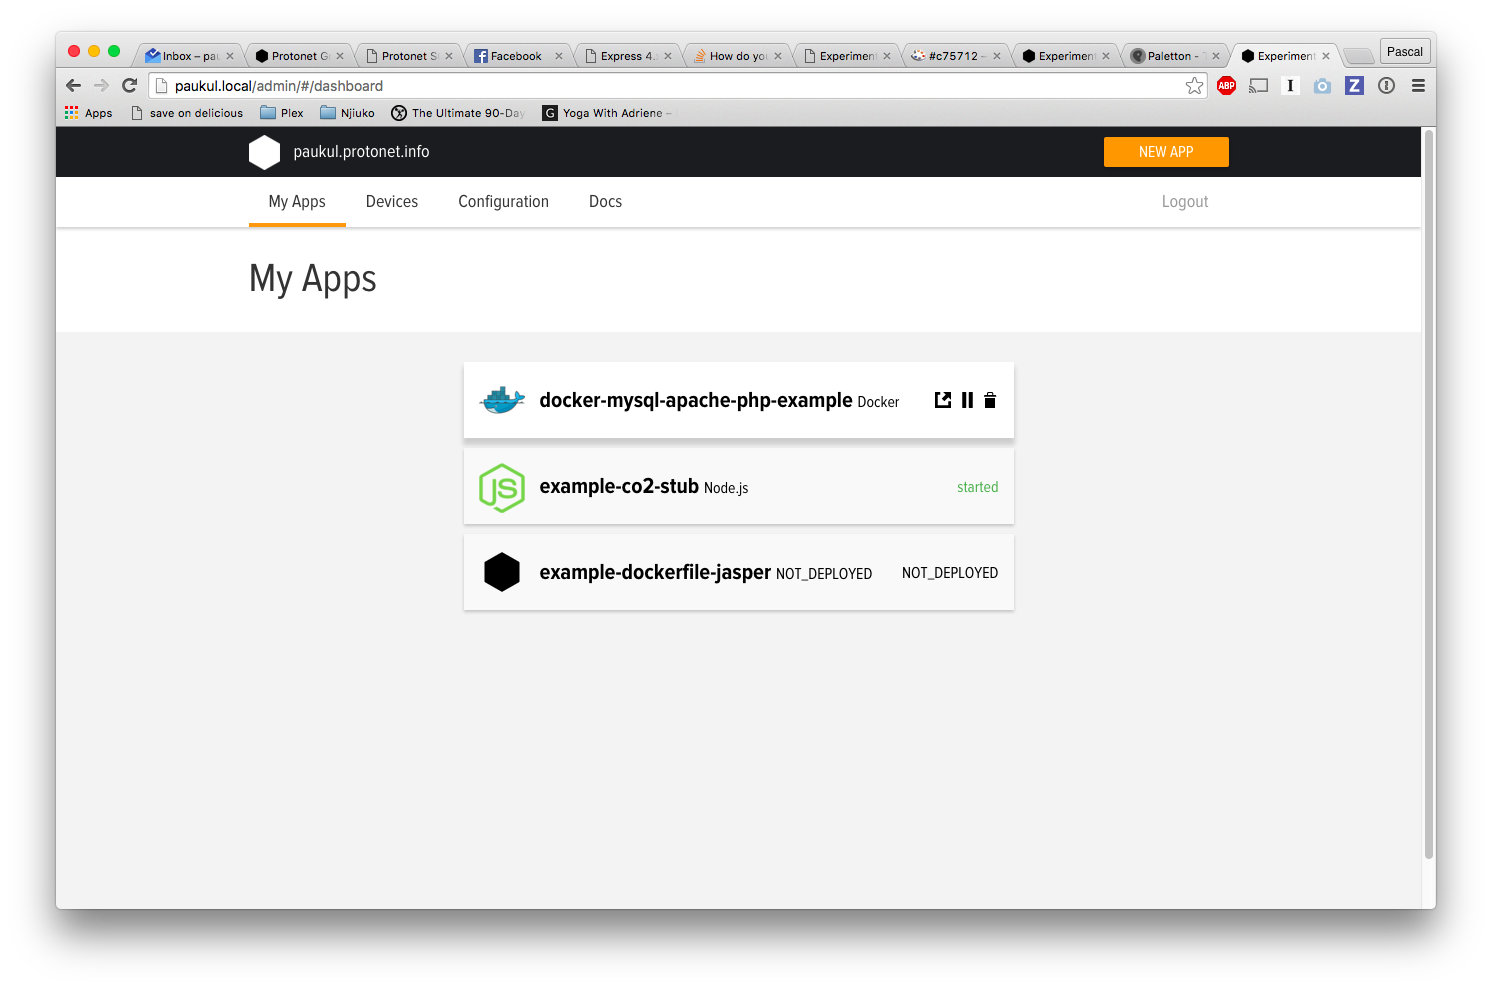 Inbox – pau
Protonet G
Protonet S
Facebook
Express 4.
How do you
Experiment
#c75712 –
Experiment
Paletton -
Experiment
Pascal
paukul.local/admin/#/dashboard
ABP
I
Z
Apps
save on delicious
Plex
Njiuko
The Ultimate 90-Day
G
Yoga With Adriene –
paukul.protonet.info
NEW APP
My Apps
Devices
Configuration
Docs
Logout
My Apps
docker-mysql-apache-php-example Docker
JS
example-co2-stub Node.js
started
example-dockerfile-jasper NOT_DEPLOYED
NOT_DEPLOYED